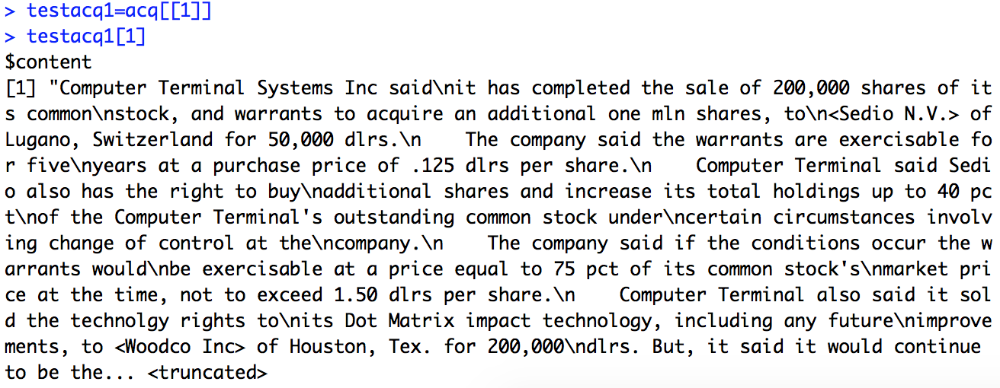 > testacq1=acq[[1]]
> testacq1[1]
$content
[1] "Computer Terminal Systems Inc said\nit has completed the sale of 200,000 shares of it
s common\nstock, and warrants to acquire an additional one mln shares, to\n<Sedio N.V.> of
Lugano, Switzerland for 50,000 dlrs.\n    The company said the warrants are exercisable fo
r five\nyears at a purchase price of .125 dlrs per share.\n    Computer Terminal said Sedi
o also has the right to buy\nadditional shares and increase its total holdings up to 40 pc
t\nof the Computer Terminal's outstanding common stock under\ncertain circumstances involv
ing change of control at the\ncompany.\n    The company said if the conditions occur the w
arrants would\nbe exercisable at a price equal to 75 pct of its common stock's\nmarket pri
ce at the time, not to exceed 1.50 dlrs per share.\n    Computer Terminal also said it sol
d the technolgy rights to\nits Dot Matrix impact technology, including any future\nimprove
ments, to <Woodco Inc> of Houston, Tex. for 200,000\ndlrs. But, it said it would continue
to be the... <truncated>